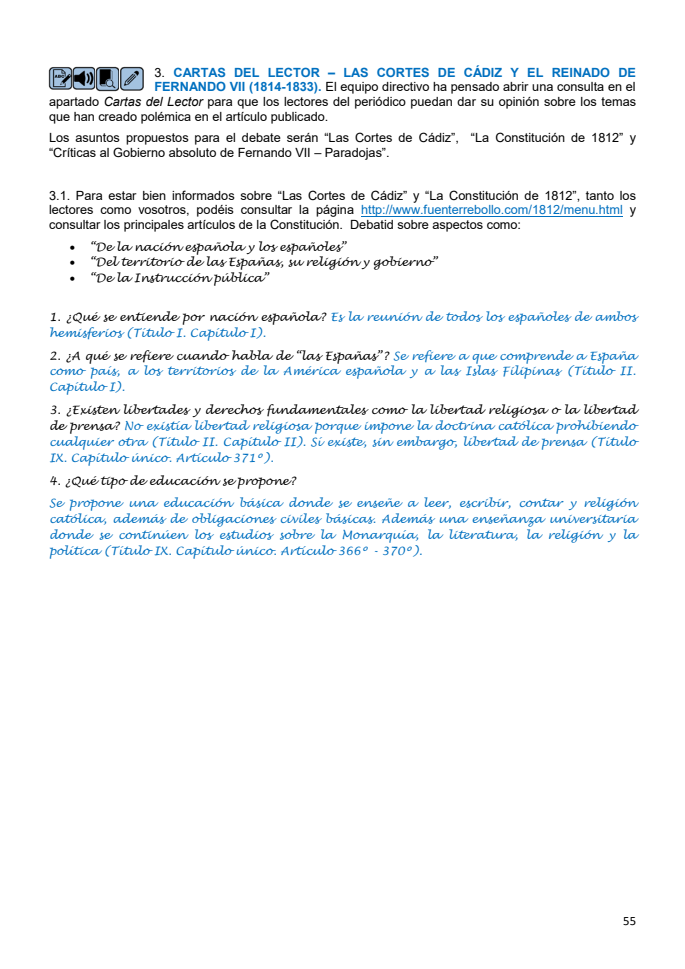 3. CARTAS DEL LECTOR – LAS CORTES DE CÁDIZ Y EL REINADO DE
FERNANDO VII (1814-1833). El equipo directivo ha pensado abrir una consulta en el
apartado Cartas del Lector para que los lectores del periódico puedan dar su opinión sobre los temas
que han creado polémica en el artículo publicado.
Los asuntos propuestos para el debate serán “Las Cortes de Cádiz”, “La Constitución de 1812” y
“Críticas al Gobierno absoluto de Fernando VII – Paradojas”.
3.1. Para estar bien informados sobre “Las Cortes de Cádiz” y “La Constitución de 1812”, tanto los
lectores como vosotros, podéis consultar la página http://www.fuenterrebollo.com/1812/menu.html y
consultar los principales artículos de la Constitución. Debatid sobre aspectos como:
• “De la nación española y los españoles”
• “Del territorio de las Españas, su religión y gobierno”
• “De la Instrucción pública”
1. ¿Qué se entiende por nación española? Es la reunión de todos los españoles de ambos
hemisferios (Título I. Capítulo I).
2. ¿A qué se refiere cuando habla de “las Españas”? Se refiere a que comprende a España
como país, a los territorios de la América española y a las Islas Filipinas (Título II.
Capítulo I).
3. ¿Existen libertades y derechos fundamentales como la libertad religiosa o la libertad
de prensa? No existía libertad religiosa porque impone la doctrina católica prohibiendo
cualquier otra (Título II. Capítulo II). Si existe, sin embargo, libertad de prensa (Título
IX. Capítulo único. Artículo 371º).
4. ¿Qué tipo de educación se propone?
Se propone una educación básica donde se enseñe a leer, escribir, contar y religión
católica, además de obligaciones civiles básicas. Además una enseñanza universitaria
donde se continúen los estudios sobre la Monarquía, la literatura, la religión y la
política (Título IX. Capítulo único. Artículo 366º - 370º).
55